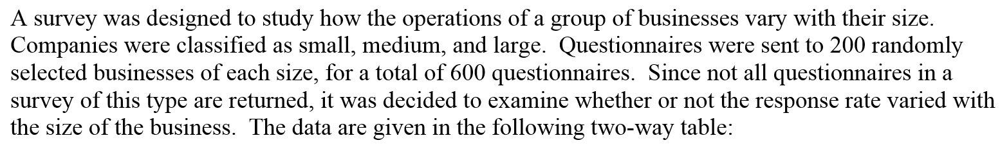 A survey was designed to study how the operations of a group of businesses vary with their size.
Companies were classified as small, medium, and large.  Questionnaires were sent to 200 randomly
selected businesses of each size, for a total of 600 questionnaires.  Since not all questionnaires in a
survey of this type are returned, it was decided to examine whether or not the response rate varied with
the size of the business.  The data are given in the following two-way table: